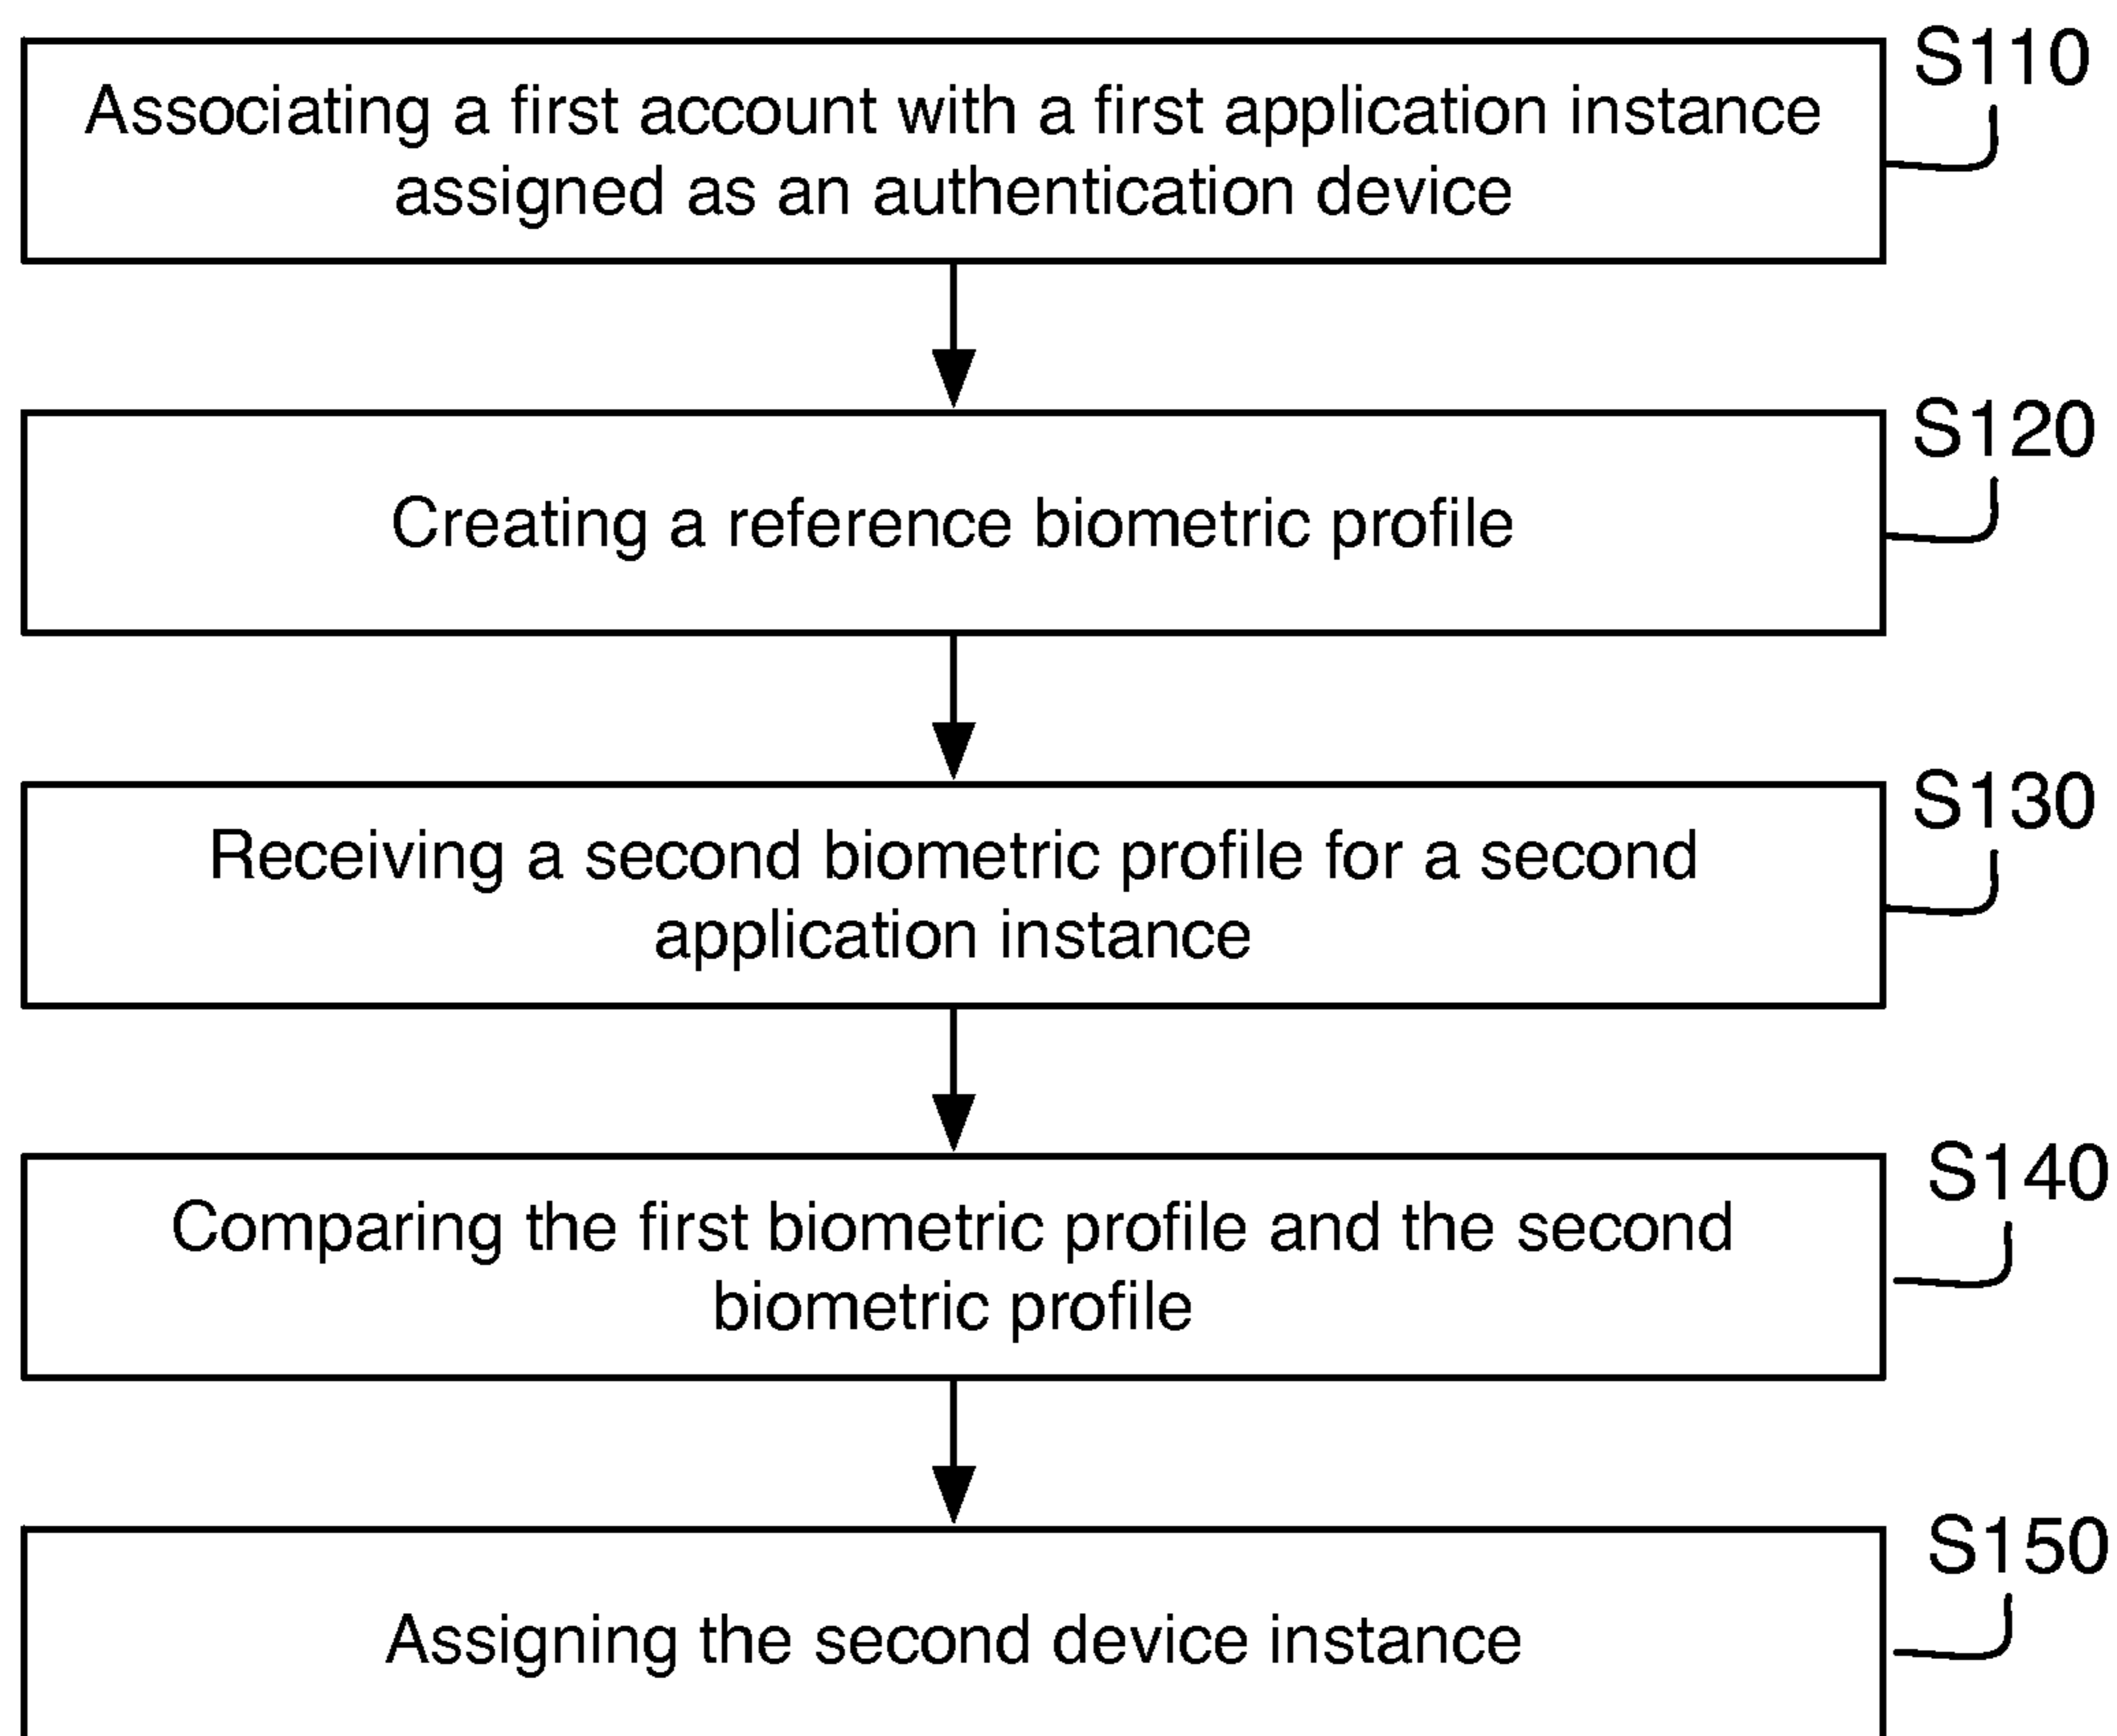 S110
Associating a first account with a first application instance
assigned as an authentication device
S120
Creating a reference biometric profile
S130
Receiving a second biometric profile for a second
application instance
S140
Comparing the first biometric profile and the second
biometric profile
S150
Assigning the second device instance